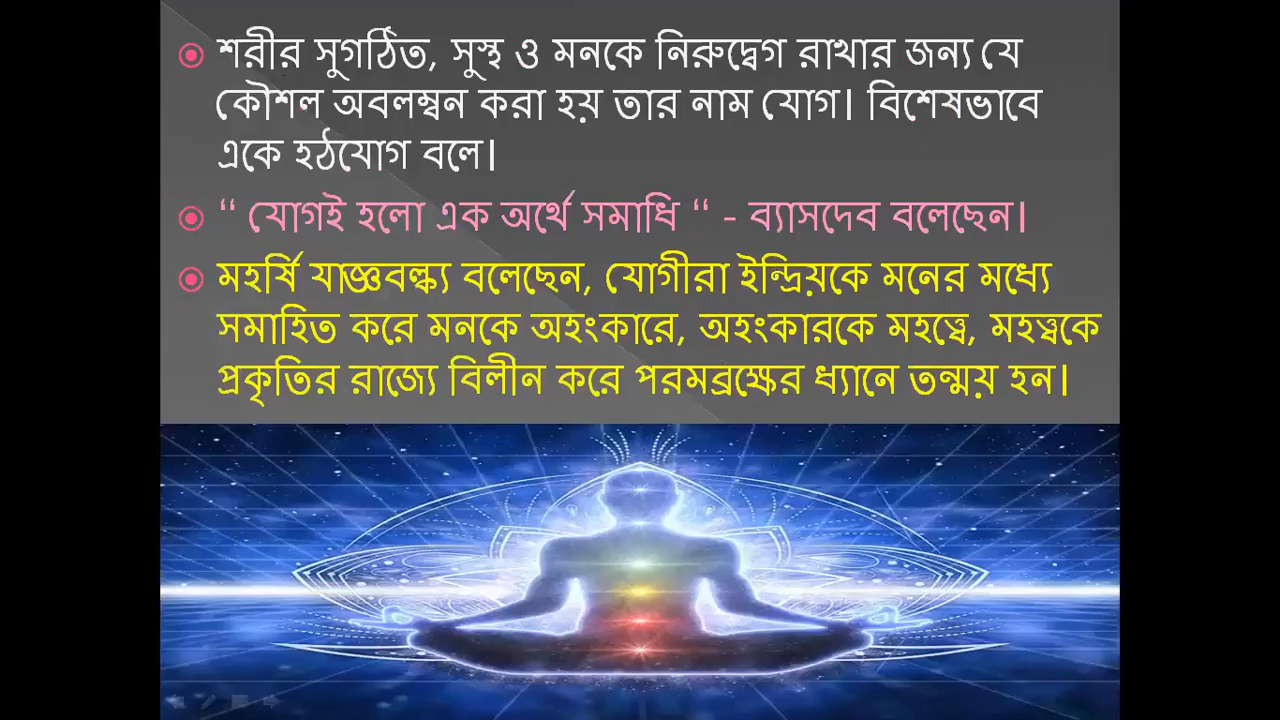 শরীর সুগঠিত, সুস্থ ও মনকে নিরুদ্বেগ রাখার জন্য যে
কৌশল অবলম্বন করা হয় তার নাম যোগ। বিশেষভাবে
একে হঠযোগ বলে।
“ যোগই হলো এক অর্থে সমাধি “ - ব্যাসদেব বলেছেন।
মহর্ষি যাজ্ঞবল্ক্য বলেছেন, যোগীরা ইন্দ্রিয়কে মনের মধ্যে
সমাহিত করে মনকে অহংকারে, অহংকারকে মহত্ত্বে, মহত্ত্বকে
প্রকৃতির রাজ্যে বিলীন করে পরমব্রক্ষের ধ্যানে তন্ময় হন।